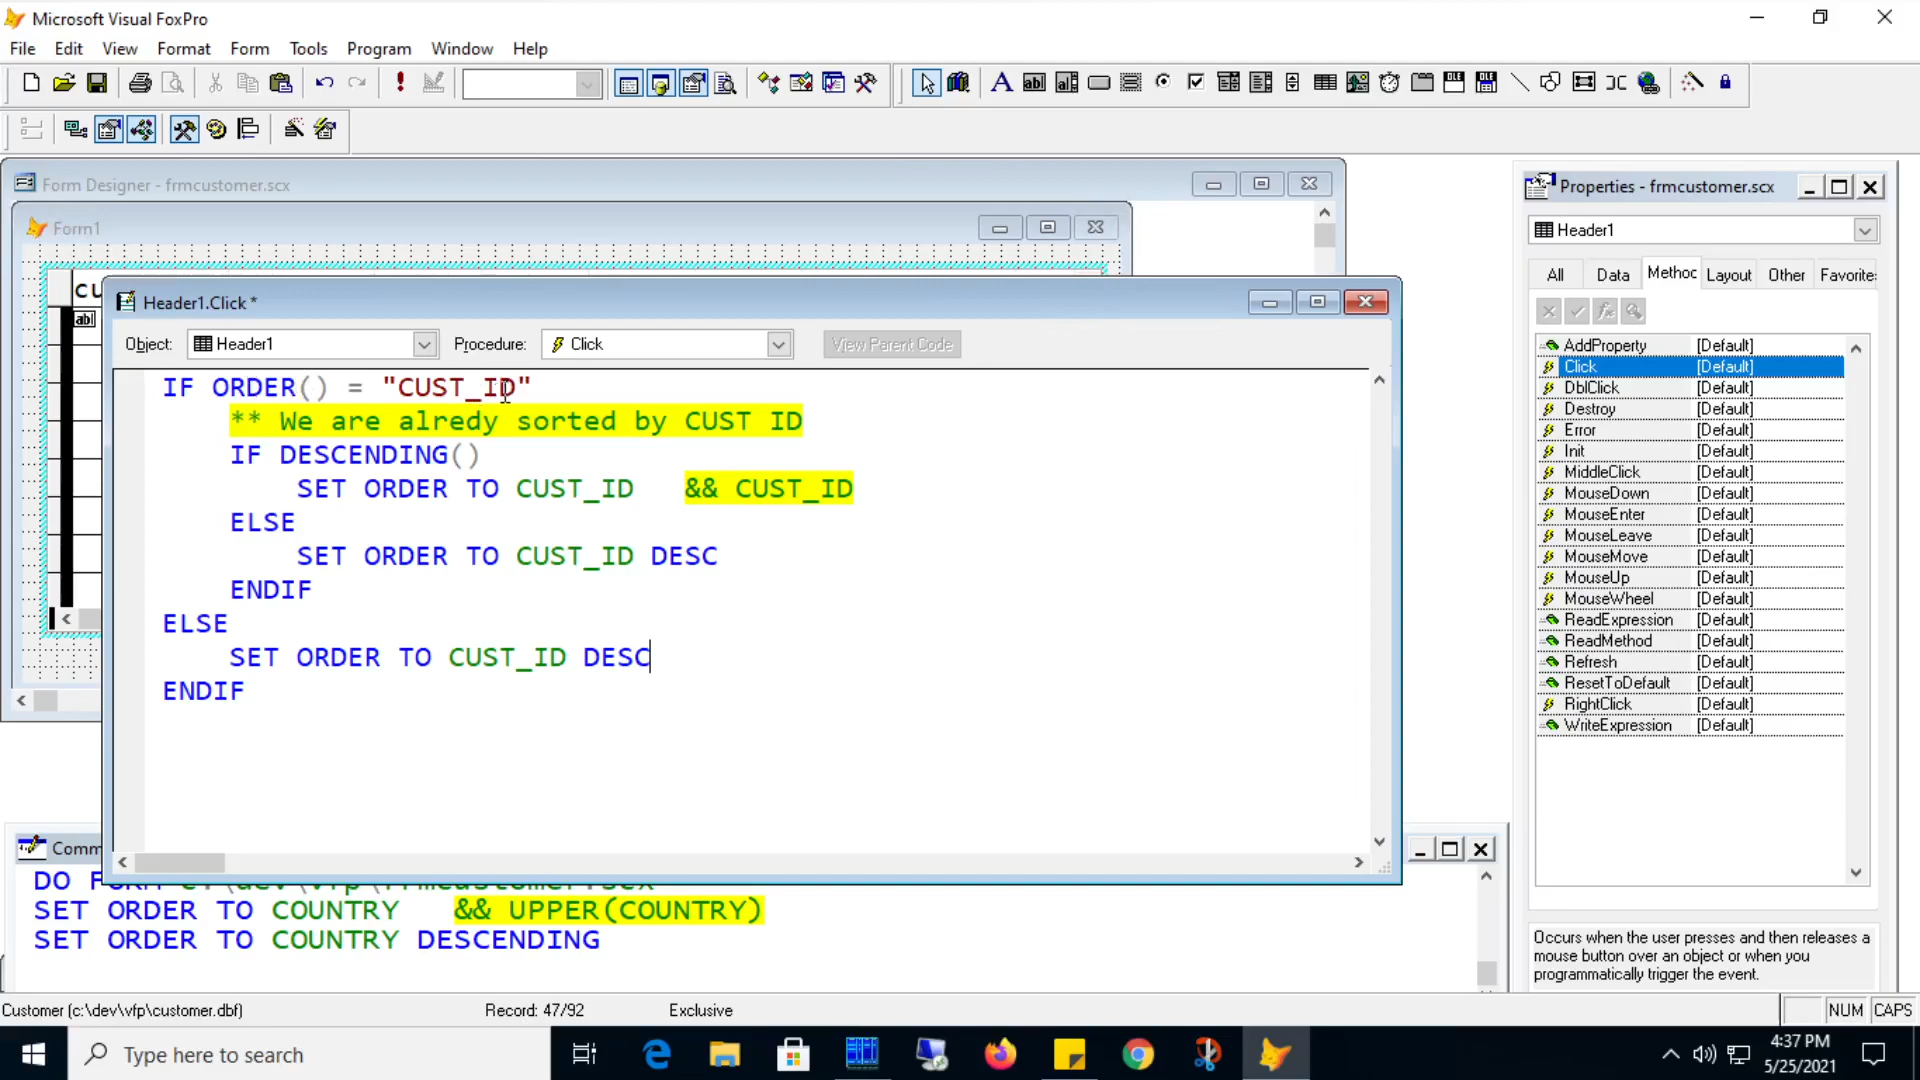 Microsoft Visual FoxPro
File Edit View Format Form Tools Program Window Help
Form Designer - frmcustomer.scx
Form1
Header1.Click *
Object: Header1 Procedure: Click View Parent Code
IF ORDER() = "CUST_ID"
** We are alredy sorted by CUST ID
IF DESCENDING()
SET ORDER TO CUST_ID && CUST_ID
ELSE
SET ORDER TO CUST_ID DESC
ENDIF
ELSE
SET ORDER TO CUST_ID DESC
ENDIF
Properties - frmcustomer.scx
Header1
All Data Methoc Layout Other Favorite:
AddProperty [Default]
Click [Default]
DblClick [Default]
Destroy [Default]
Error [Default]
Init [Default]
MiddleClick [Default]
MouseDown [Default]
MouseEnter [Default]
MouseLeave [Default]
MouseMove [Default]
MouseUp [Default]
MouseWheel [Default]
ReadExpression [Default]
ReadMethod [Default]
Refresh [Default]
ResetToDefault [Default]
RightClick [Default]
WriteExpression [Default]
Occurs when the user presses and then releases a
mouse button over an object or when you
programmatically trigger the event.
Comm
DO FORM c:\dev\vfp\frmcustomer.scx
SET ORDER TO COUNTRY && UPPER(COUNTRY)
SET ORDER TO COUNTRY DESCENDING
Customer (c:\dev\vfp\customer.dbf) Record: 47/92 Exclusive NUM CAPS
Type here to search
4:37 PM
5/25/2021